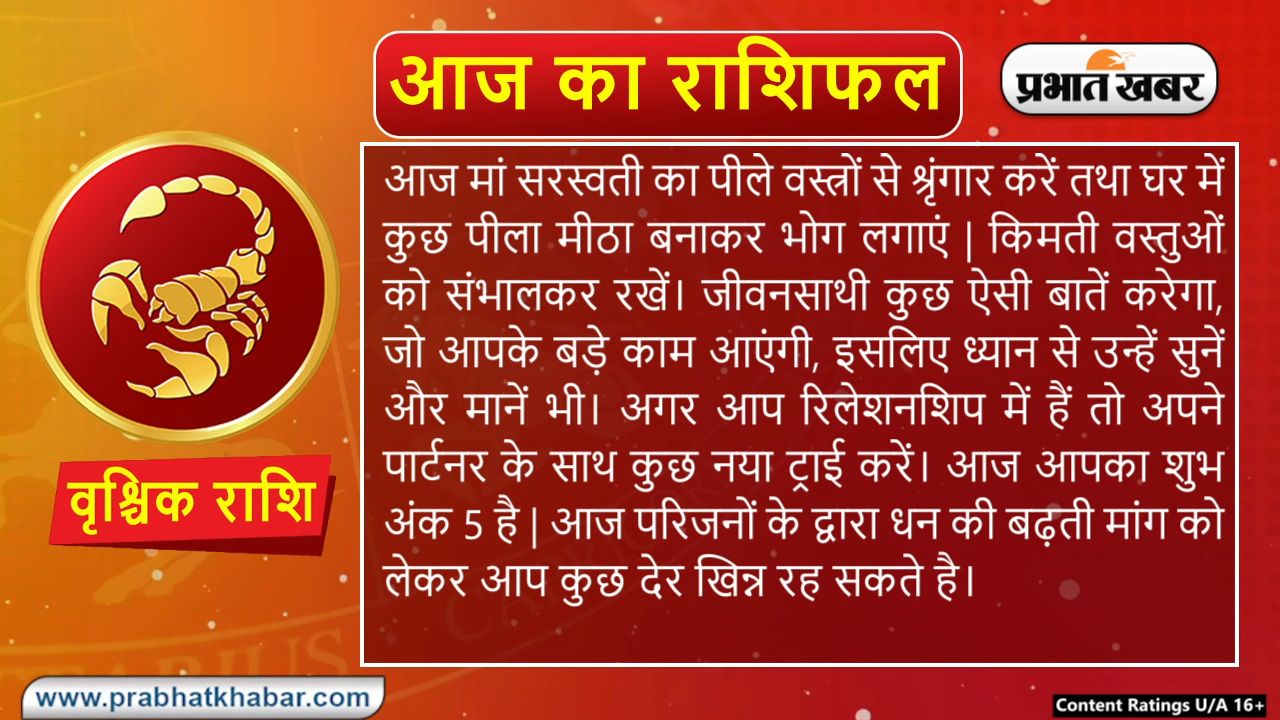 आज का राशिफल
प्रभात खबर
आज मां सरस्वती का पीले वस्त्रों से श्रृंगार करें तथा घर में
कुछ पीला मीठा बनाकर भोग लगाएं | किमती वस्तुओं
को संभालकर रखें। जीवनसाथी कुछ ऐसी बातें करेगा,
जो आपके बड़े काम आएंगी, इसलिए ध्यान से उन्हें सुनें
और मानें भी। अगर आप रिलेशनशिप में हैं तो अपने
पार्टनर के साथ कुछ नया ट्राई करें। आज आपका शुभ
अंक 5 है | आज परिजनों के द्वारा धन की बढ़ती मांग को
लेकर आप कुछ देर खिन्न रह सकते है।
वृश्चिक राशि
www.prabhatkhabar.com
Content Ratings U/A 16+